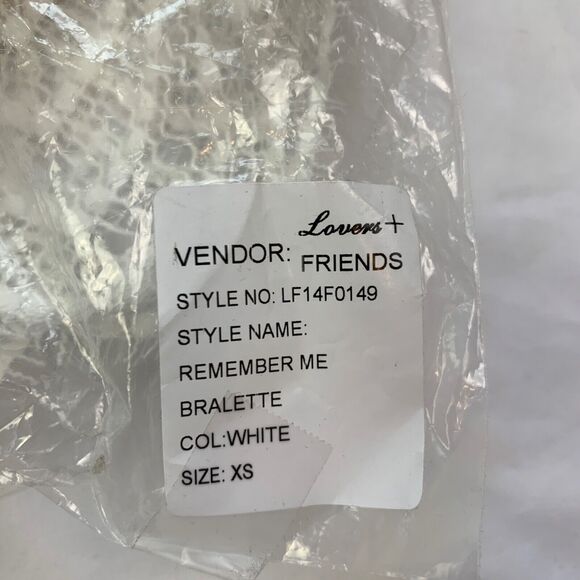 Lovers +
VENDOR: FRIENDS
STYLE NO: LF14F0149
STYLE NAME:
REMEMBER ME
BRALETTE
COL:WHITE
SIZE: XS